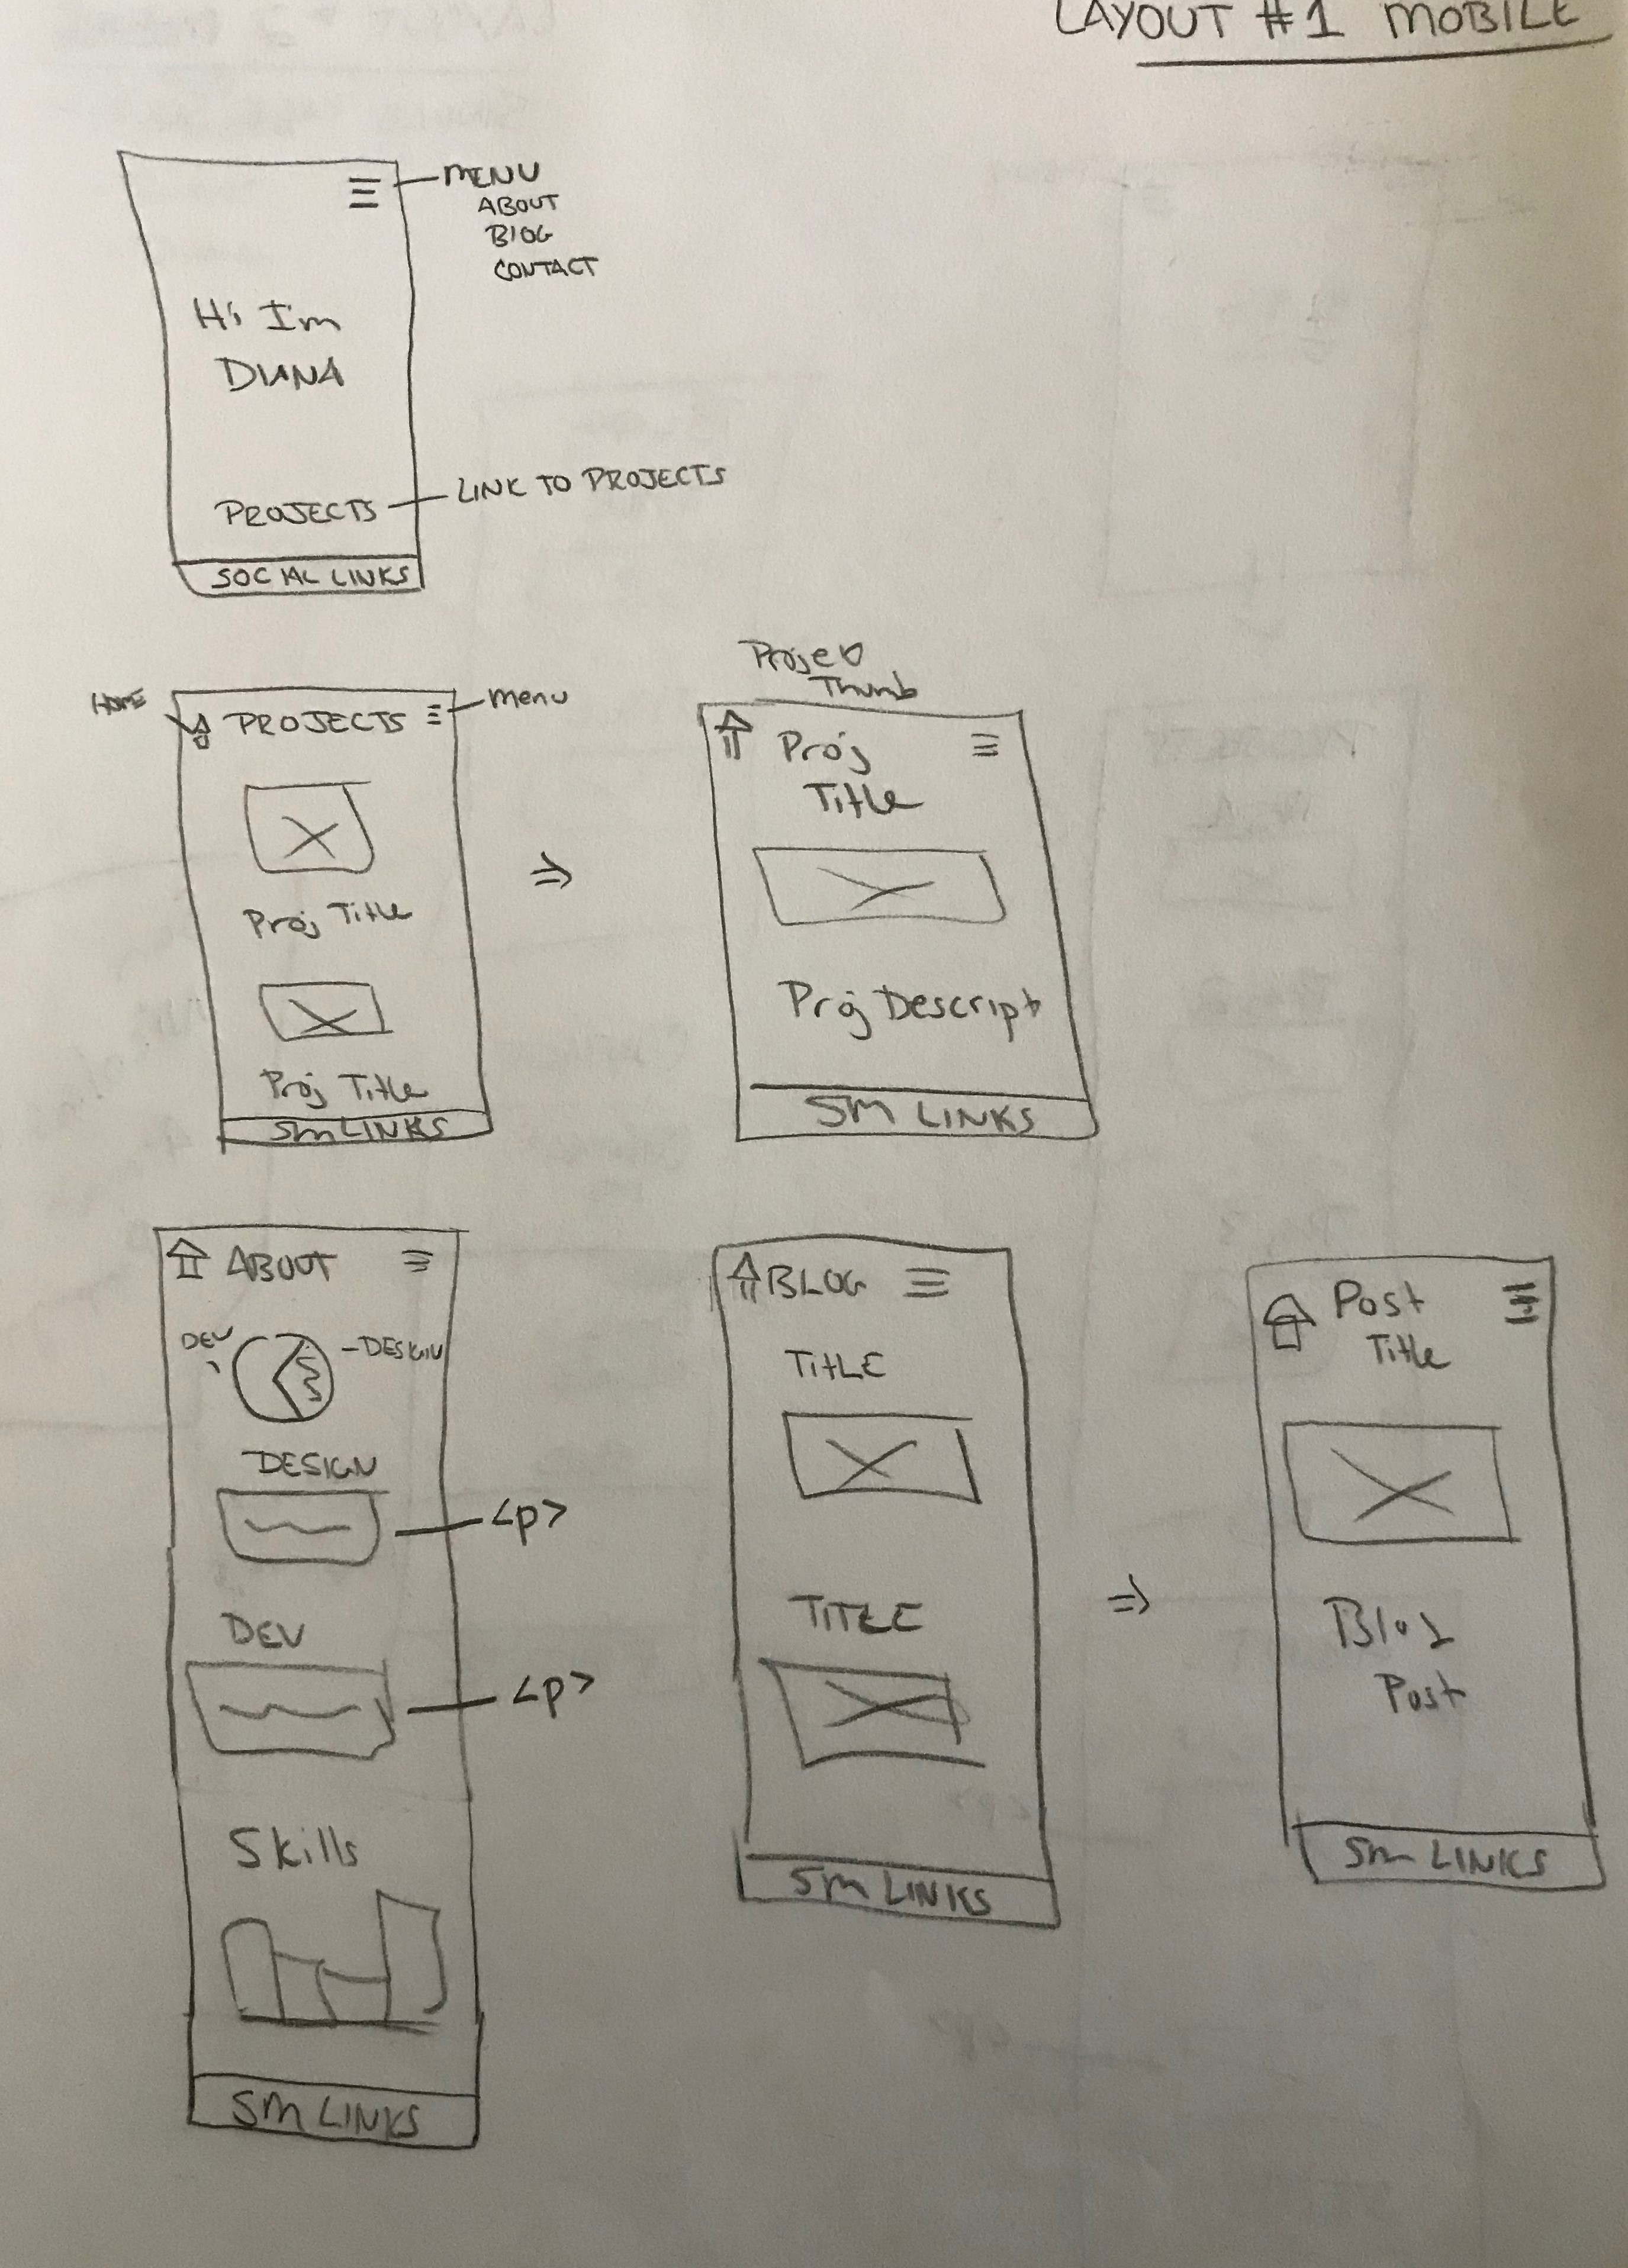 LAYOUT #1 MOBILE
MENU
ABOUT
BLOG
CONTACT
Hi I'm
DIANA
PROJECTS
LINK TO PROJECTS
SOCIAL LINKS
HOME
PROJECTS
menu
Proj Title
Proj Title
SM LINKS
Thumb
Proj
Title
Proj Descript
SM LINKS
ABOUT
DEV
DESIGN
DESIGN
<p>
DEV
<p>
Skills
SM LINKS
BLOG
TITLE
TITLE
SM LINKS
Post
Title
Blog
Post
SM LINKS